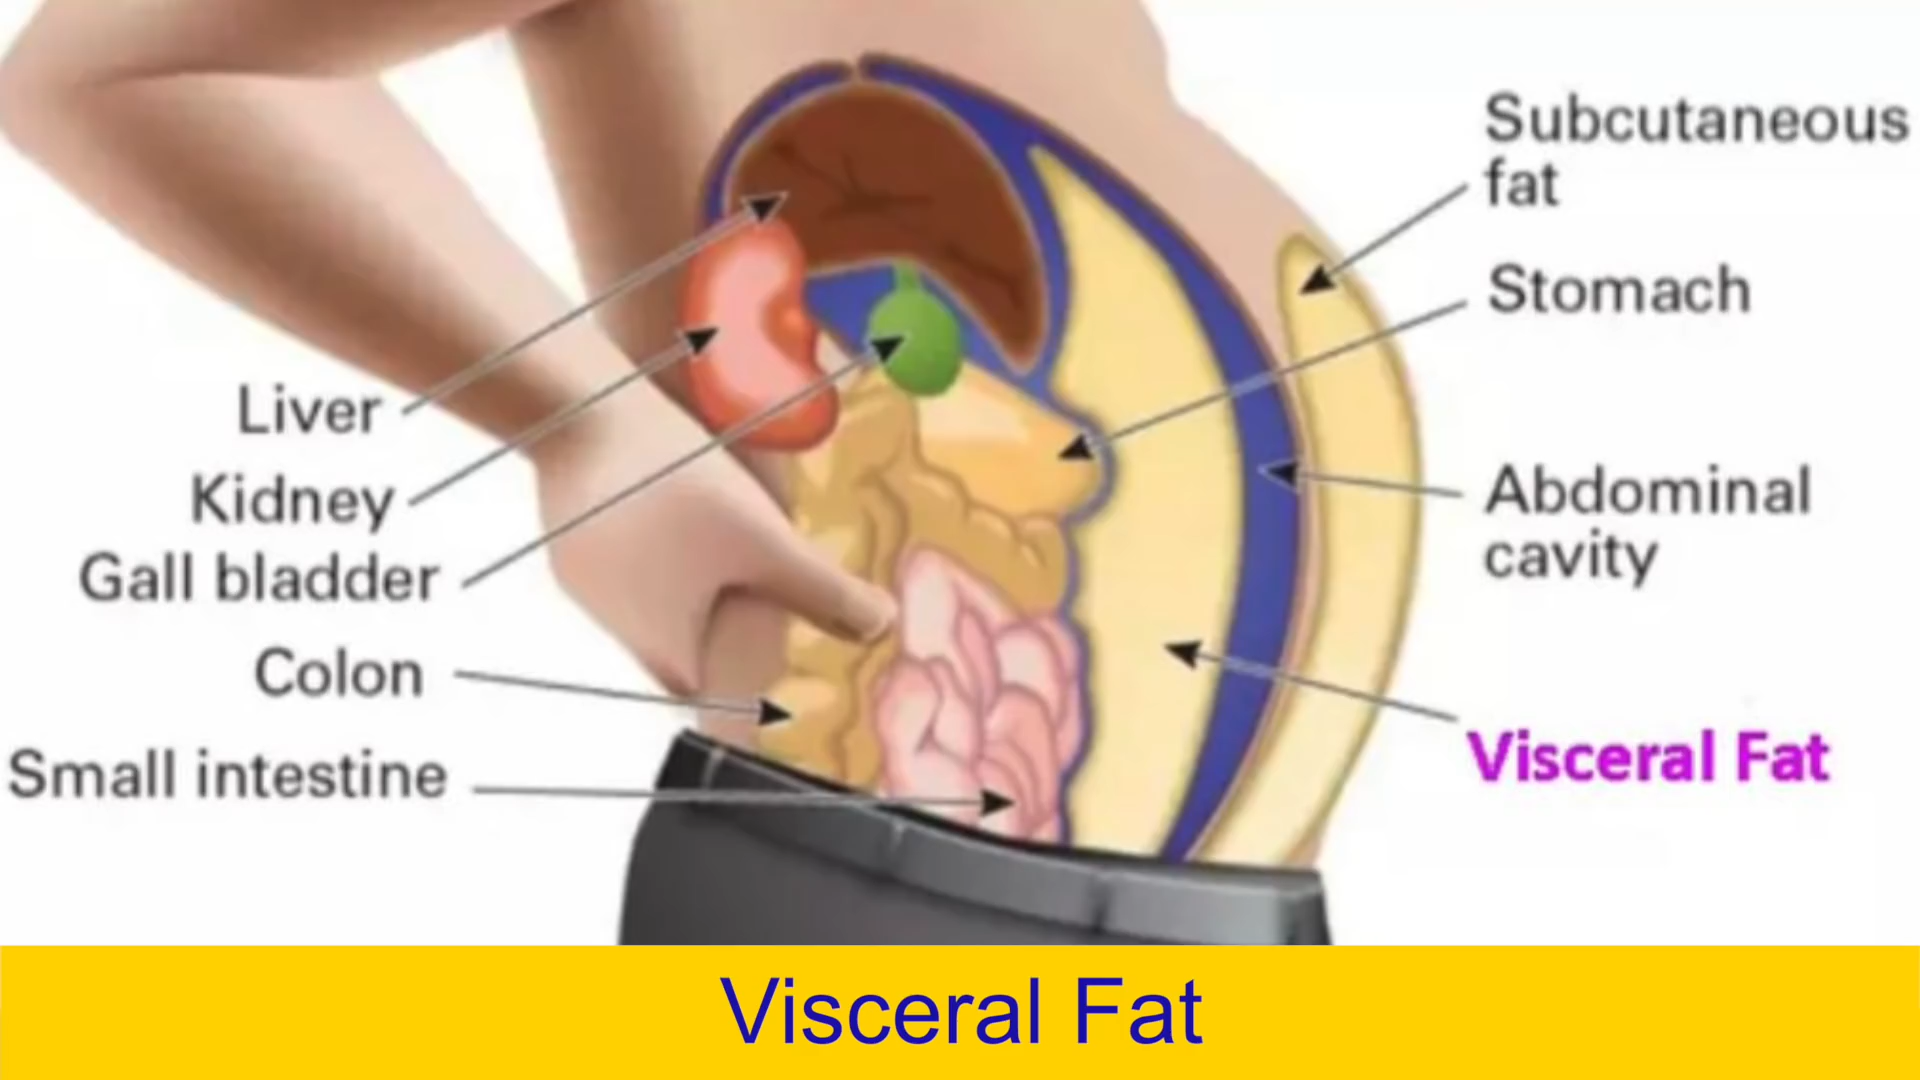 Subcutaneous
fat
Stomach
Liver
Kidney
Abdominal
cavity
Gall bladder
Colon
Visceral Fat
Small intestine
Visceral Fat